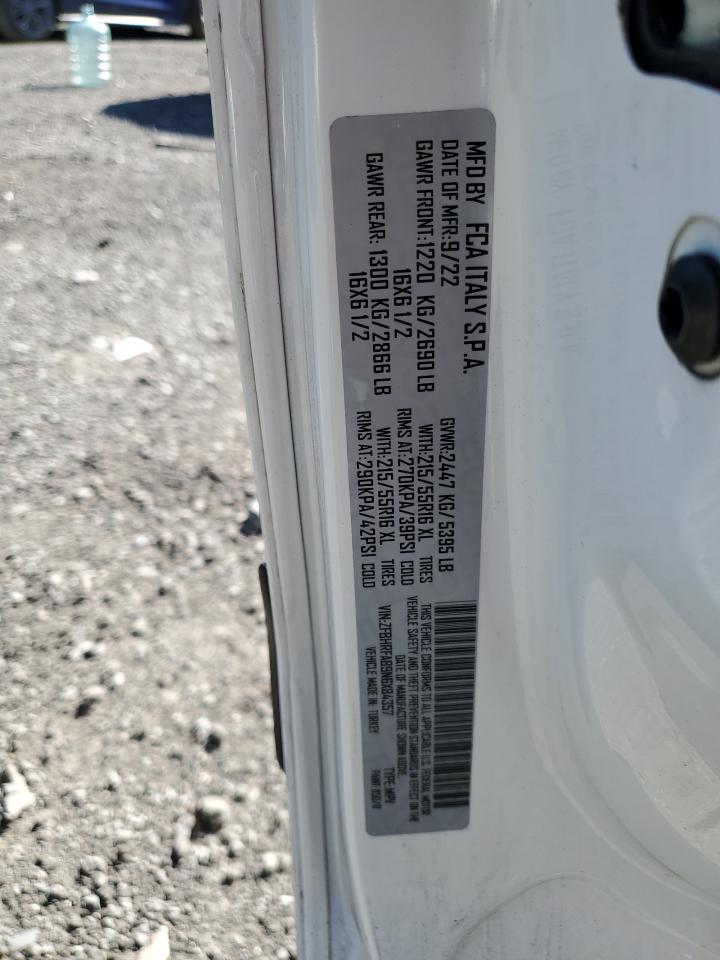 MFD BY FCA ITALY S.P.A.
DATE OF MFR:9/22 GVWR:2447 KG/5395 LB
GAWR FRONT:1220 KG/2690 LB WITH:215/55R16 XL TIRES
16X6 1/2 RIMS AT:270KPA/39PSI COLD
GAWR REAR: 1300 KG/2866 LB WITH:215/55R16 XL TIRES
16X6 1/2 RIMS AT:290KPA/42PSI COLD
THIS VEHICLE CONFORMS TO ALL APPLICABLE U.S. FEDERAL MOTOR
VEHICLE SAFETY AND THEFT PREVENTION STANDARDS IN EFFECT ON THE
DATE OF MANUFACTURE SHOWN ABOVE.
VIN:ZFBHRFAB9N6X84357 TYPE:MPV
VEHICLE MADE IN: TURKEY PAINT: